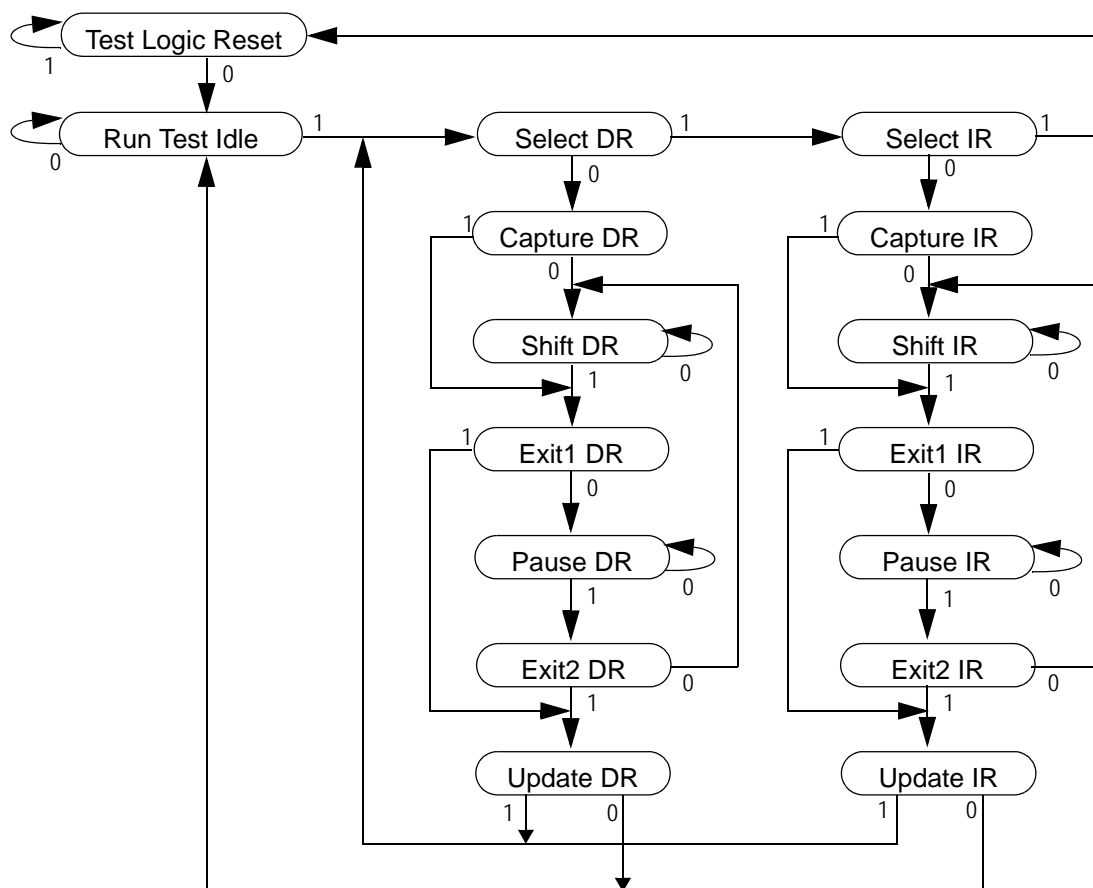 Test Logic Reset
1
0
Run Test Idle
1
0
Select DR
1
0
Select IR
1
0
1
Capture DR
0
1
Capture IR
0
Shift DR
0
1
Shift IR
0
1
1
Exit1 DR
0
1
Exit1 IR
0
Pause DR
0
1
Pause IR
0
1
Exit2 DR
0
1
Exit2 IR
0
1
Update DR
1
0
Update IR
1
0